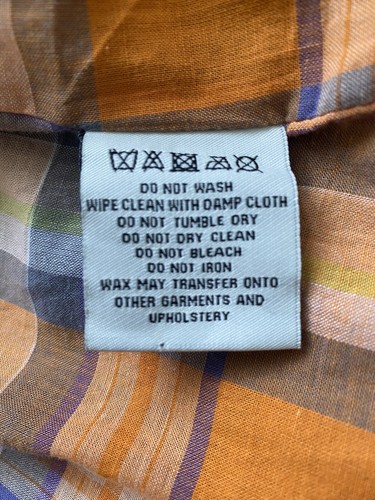 DO NOT WASH
WIPE CLEAN WITH DAMP CLOTH
DO NOT TUMBLE DRY
DO NOT DRY CLEAN
DO NOT BLEACH
DO NOT IRON
WAX MAY TRANSFER ONTO
OTHER GARMENTS AND
UPHOLSTERY